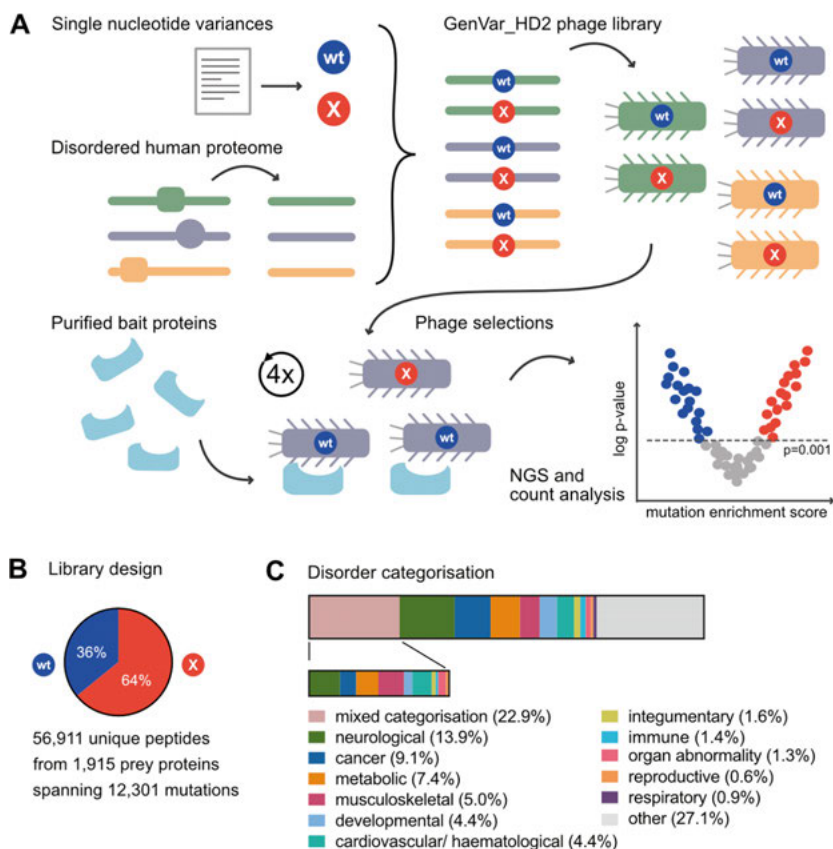 A
Single nucleotide variances
wt
X
Disordered human proteome
GenVar_HD2 phage library
wt
X
wt
X
wt
X
wt
X
wt
X
wt
X
Purified bait proteins
4x
Phage selections
X
wt
wt
NGS and
count analysis
log p-value
p=0.001
mutation enrichment score
B
Library design
wt
36%
64%
X
56,911 unique peptides
from 1,915 prey proteins
spanning 12,301 mutations
C
Disorder categorisation
mixed categorisation (22.9%)
neurological (13.9%)
cancer (9.1%)
metabolic (7.4%)
musculoskeletal (5.0%)
developmental (4.4%)
cardiovascular/ haematological (4.4%)
integumentary (1.6%)
immune (1.4%)
organ abnormality (1.3%)
reproductive (0.6%)
respiratory (0.9%)
other (27.1%)